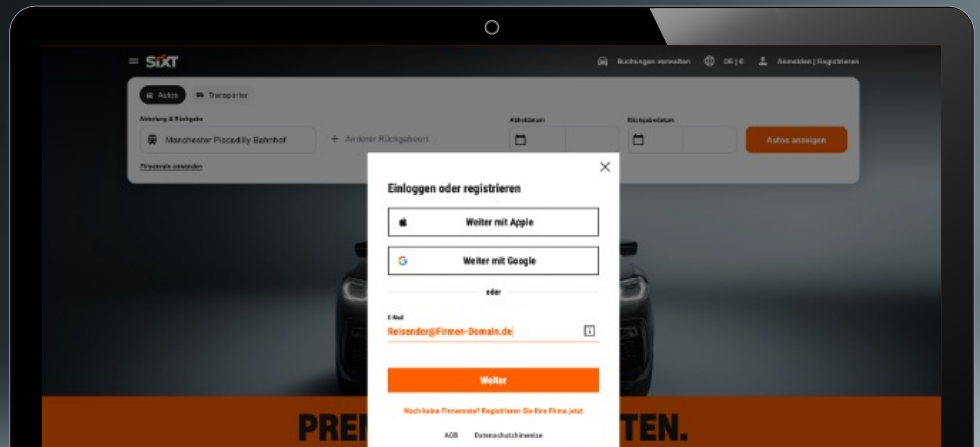 SIXT
Buchungen verwalten DE | € Anmelden | Registrieren
Autos Transporter
Abholung & Rückgabe Abholdatum Rückgabedatum
Manchester Piccadilly Bahnhof + Anderer Rückgabeort Autos anzeigen
Firmenrate anwenden
Einloggen oder registrieren
Weiter mit Apple
Weiter mit Google
oder
E-Mail
Reisender@Firmen-Domain.de
Weiter
Noch keine Firmenrate? Registrieren Sie Ihre Firma jetzt
AGB Datenschutzhinweise